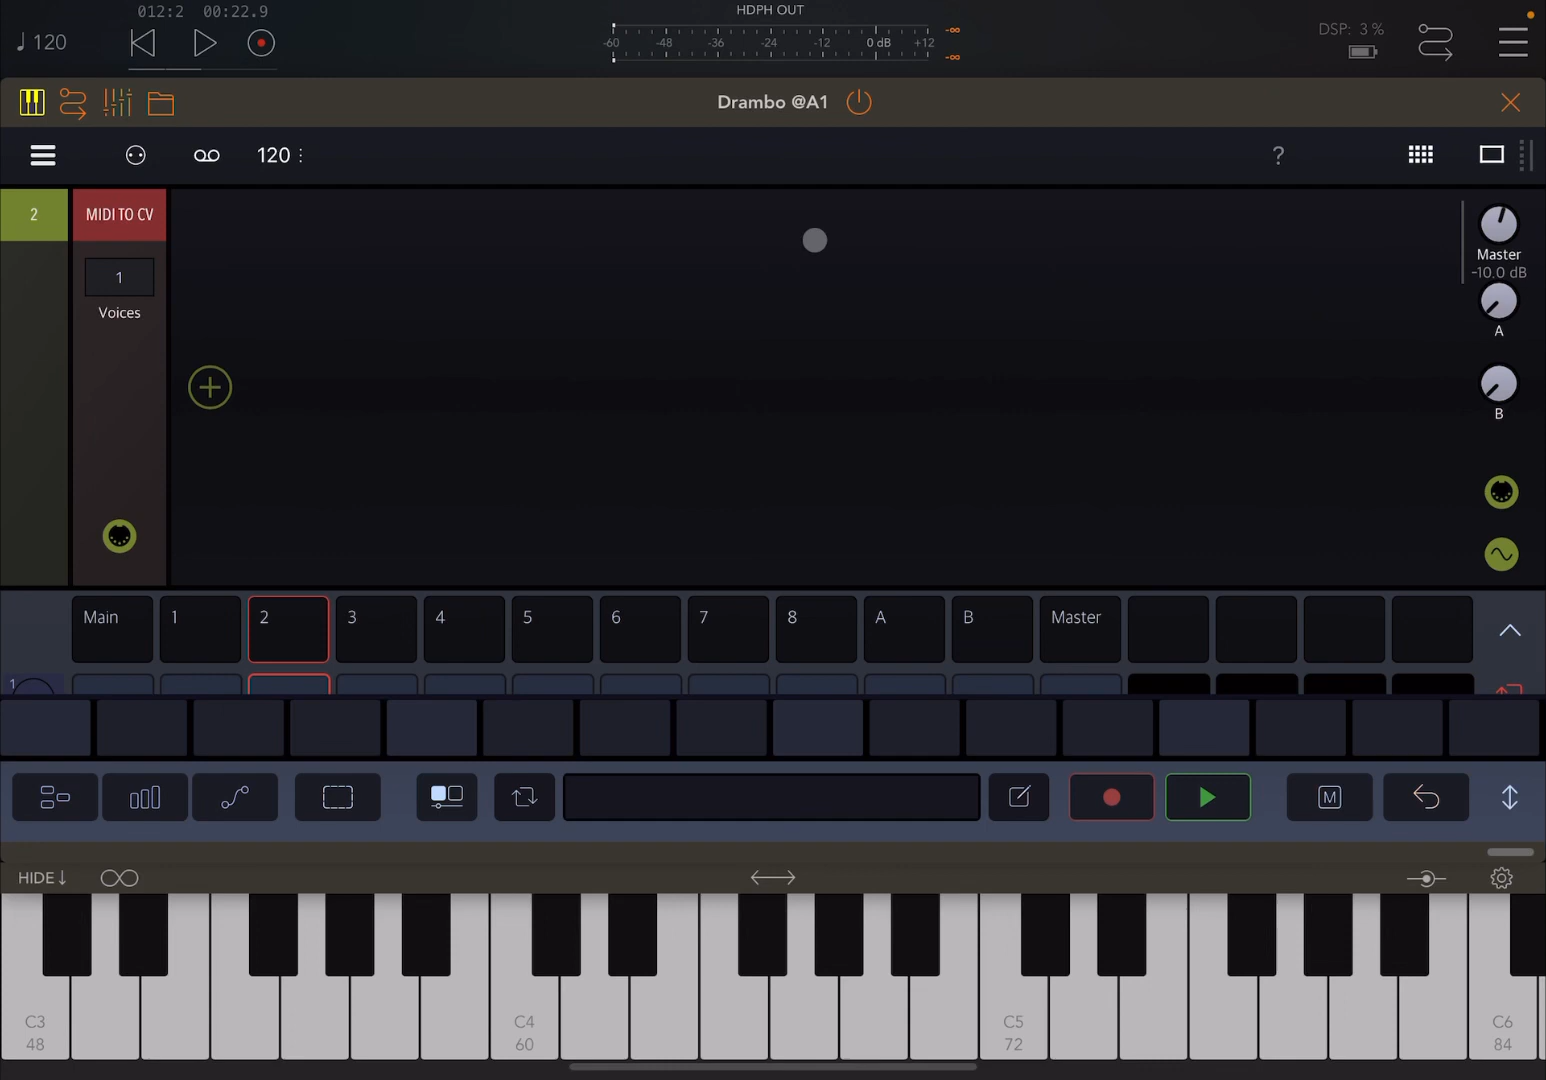 012:2 00:22.9
HDPH OUT
♩120
-60 -48 -36 -24 -12 0 dB +12
-∞
-∞
DSP: 3 %
Drambo @A1
120
?
2
MIDI TO CV
1
Voices
Master
-10.0 dB
A
B
Main 1 2 3 4 5 6 7 8 A B Master
1
M
HIDE↓
C3 C4 C5 C6
48 60 72 84